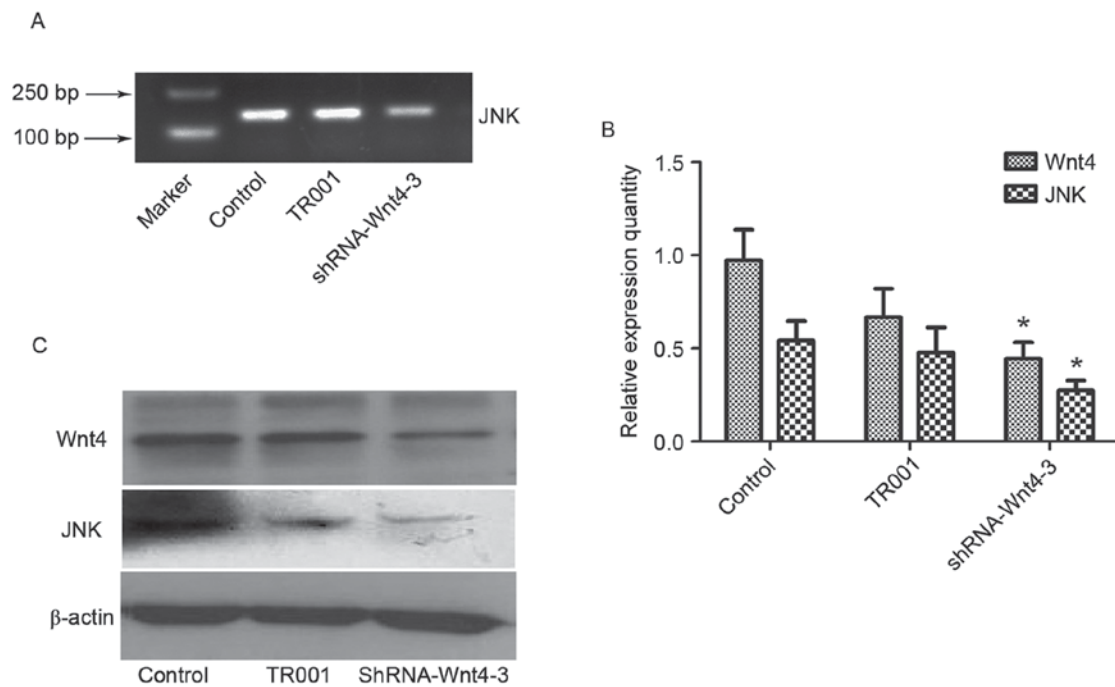 A
250 bp
100 bp
JNK
Marker
Control
TR001
shRNA-Wnt4-3
B
Relative expression quantity
1.5
1.0
0.5
0.0
Wnt4
JNK
*
*
Control
TR001
shRNA-Wnt4-3
C
Wnt4
JNK
β-actin
Control TR001 ShRNA-Wnt4-3